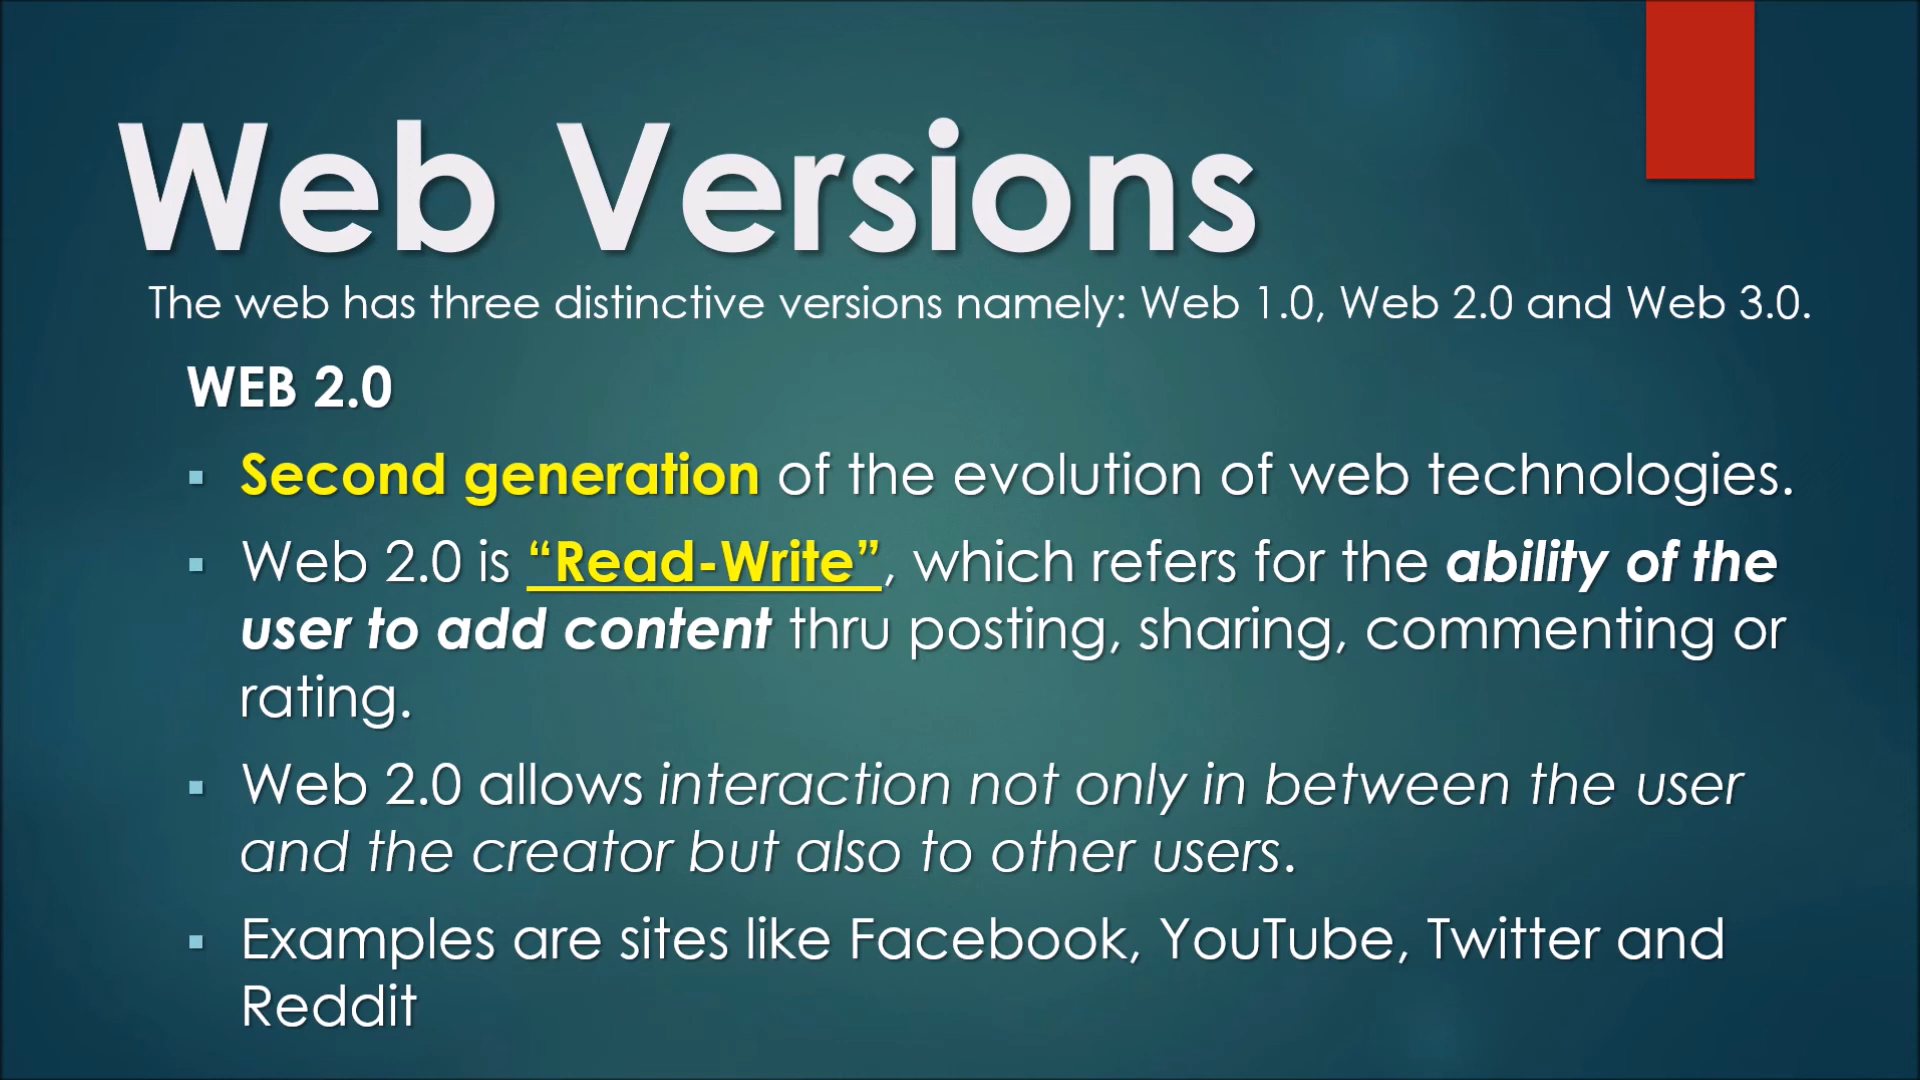 Web Versions
The web has three distinctive versions namely: Web 1.0, Web 2.0 and Web 3.0.
WEB 2.0
▪ Second generation of the evolution of web technologies.
▪ Web 2.0 is “Read-Write”, which refers for the ability of the
user to add content thru posting, sharing, commenting or
rating.
▪ Web 2.0 allows interaction not only in between the user
and the creator but also to other users.
▪ Examples are sites like Facebook, YouTube, Twitter and
Reddit